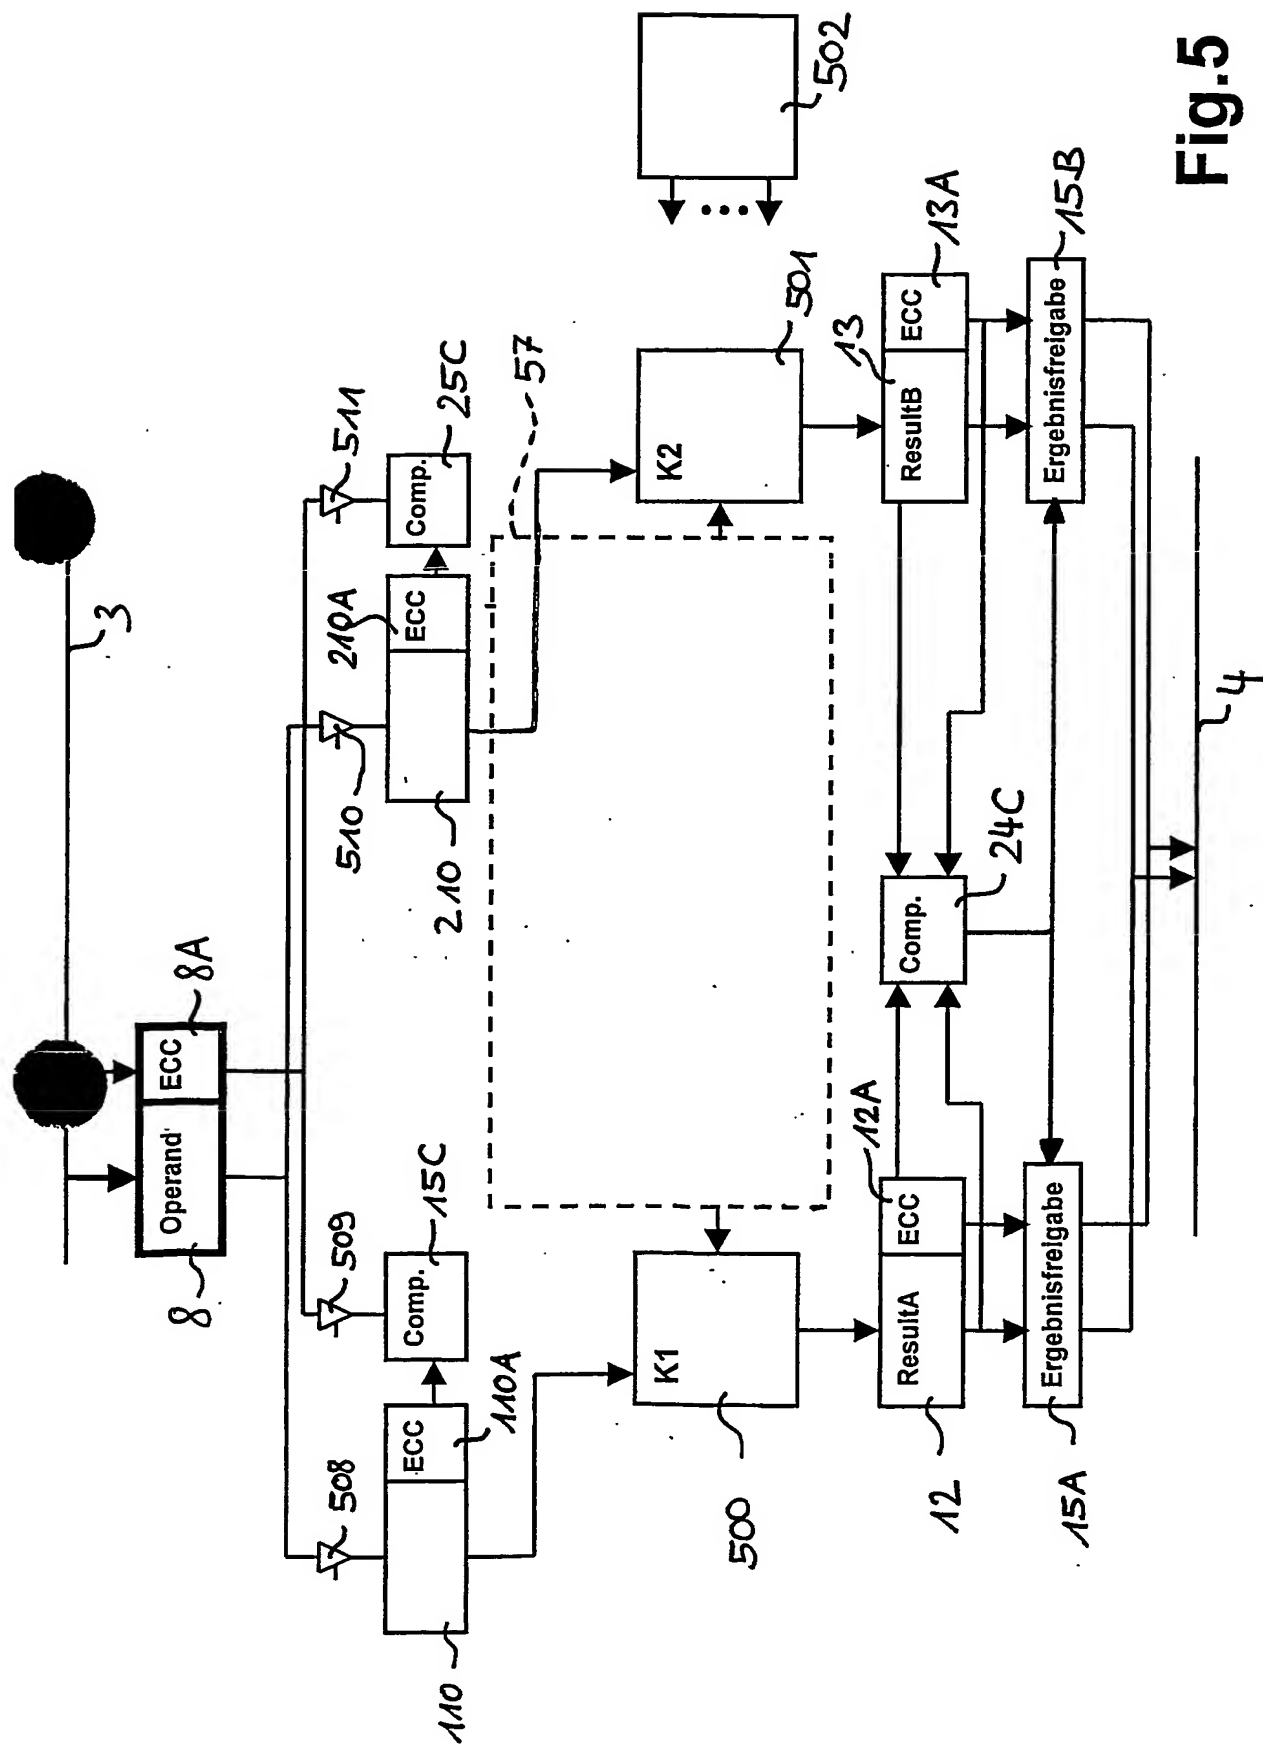 3
8
Operand
ECC
8A
508
509
510
511
110
ECC
110A
Comp.
15C
210
ECC
210A
Comp.
25C
57
K1
500
K2
501
502
12
ResultA
ECC
12A
Comp.
24C
ResultB
13
ECC
13A
15A
Ergebnisfreigabe
Ergebnisfreigabe
15B
4
Fig.5